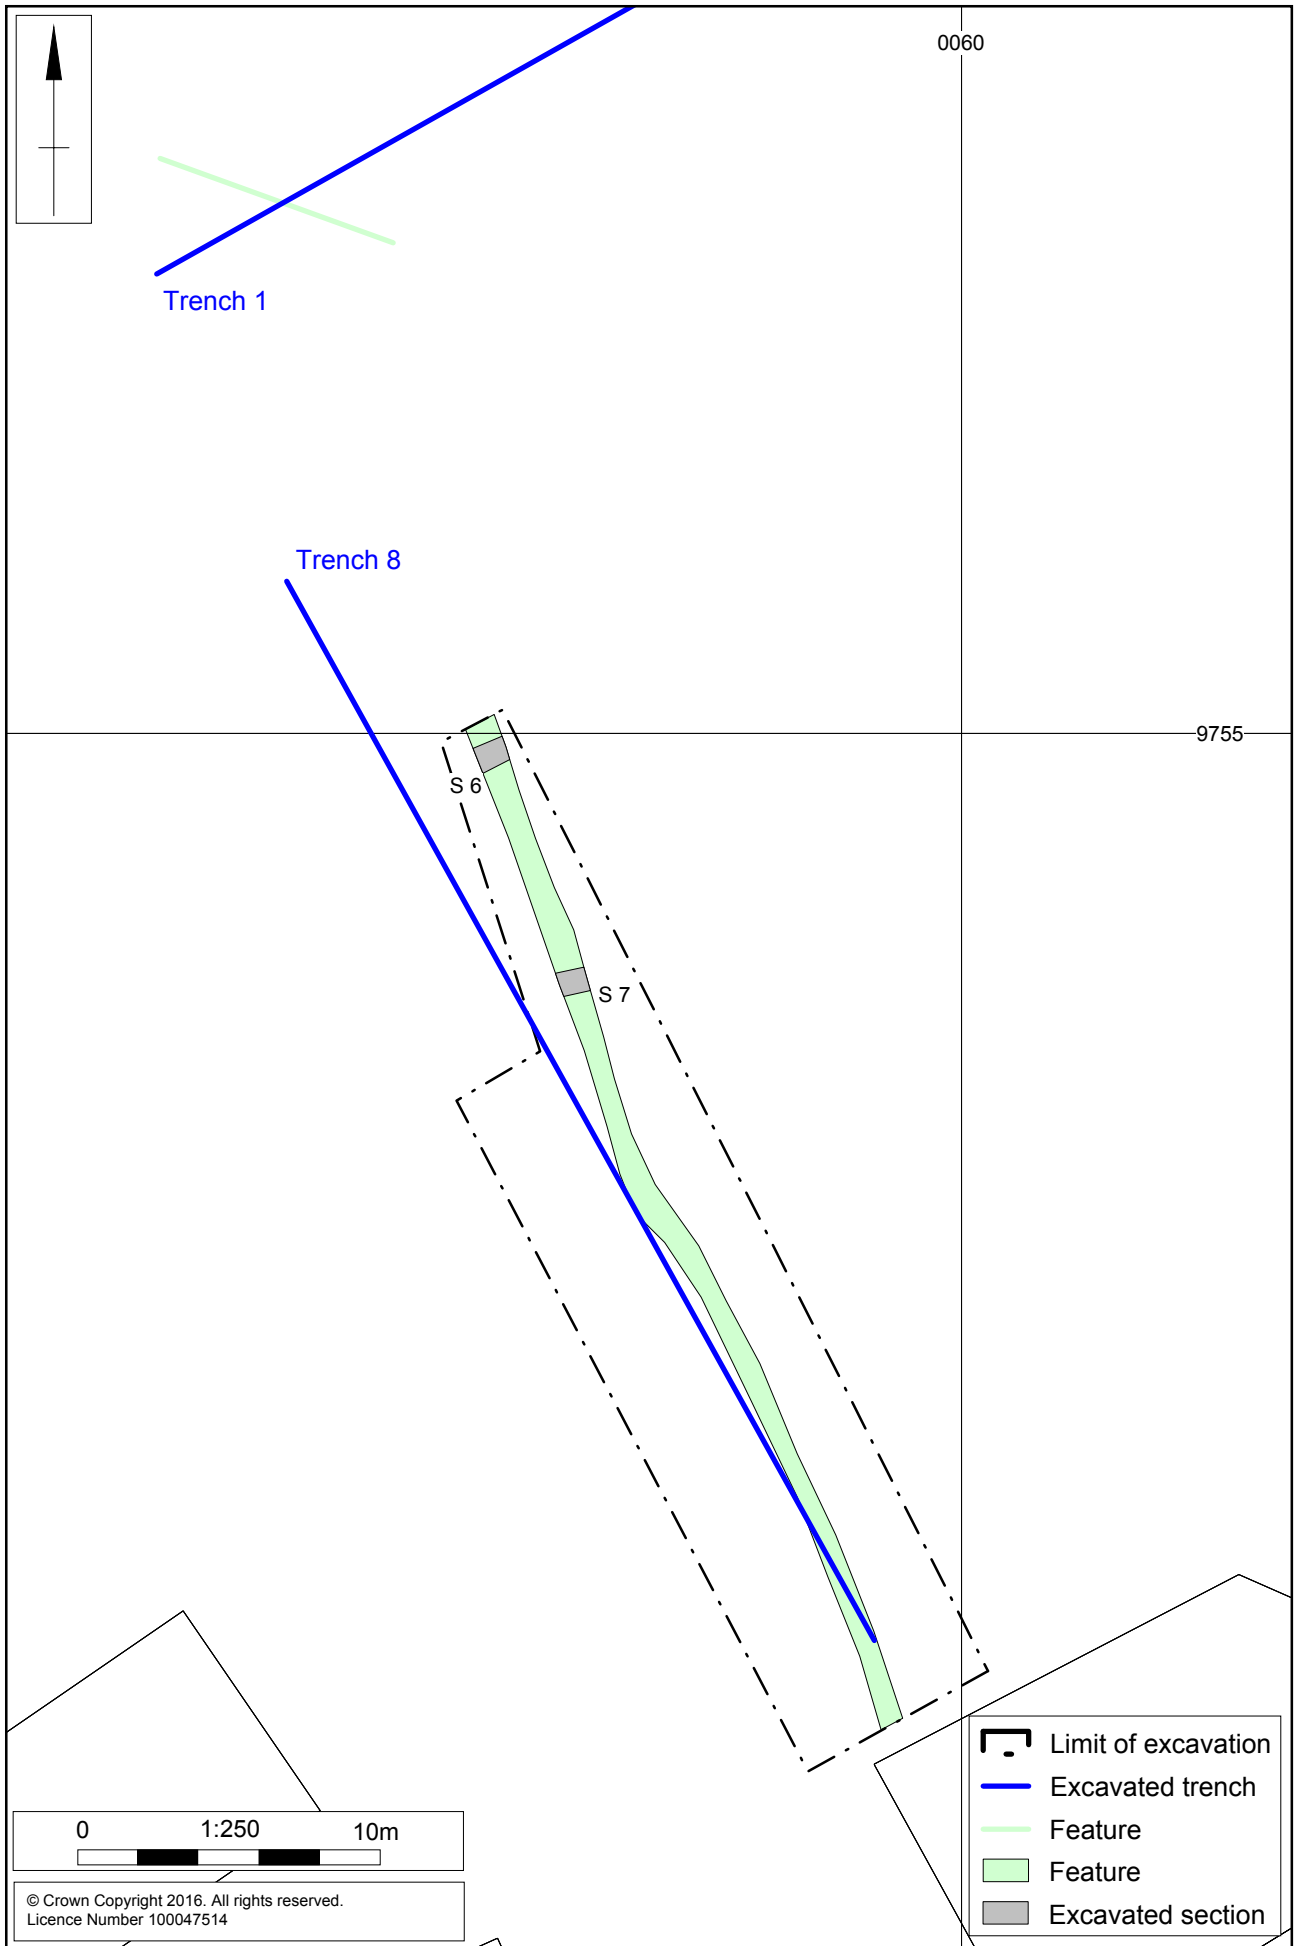 0060
Trench 1
Trench 8
9755
S 6
S 7
Limit of excavation
Excavated trench
Feature
Feature
Excavated section
0 1:250 10m
© Crown Copyright 2016. All rights reserved.
Licence Number 100047514